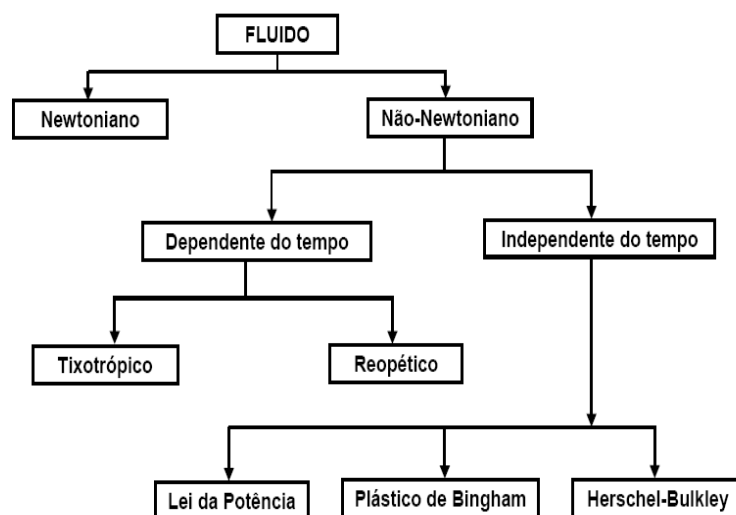 FLUIDO
Newtoniano
Não-Newtoniano
Dependente do tempo
Independente do tempo
Tixotrópico
Reopético
Lei da Potência
Plástico de Bingham
Herschel-Bulkley